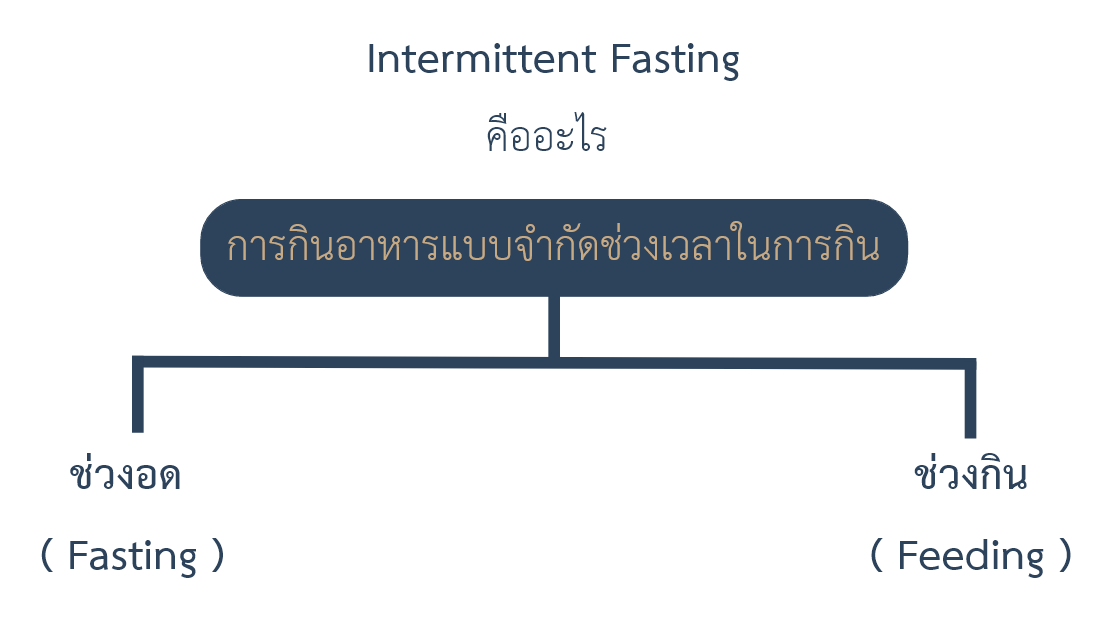 Intermittent Fasting
คืออะไร
การกินอาหารแบบจำกัดช่วงเวลาในการกิน
ช่วงอด
( Fasting )
ช่วงกิน
( Feeding )